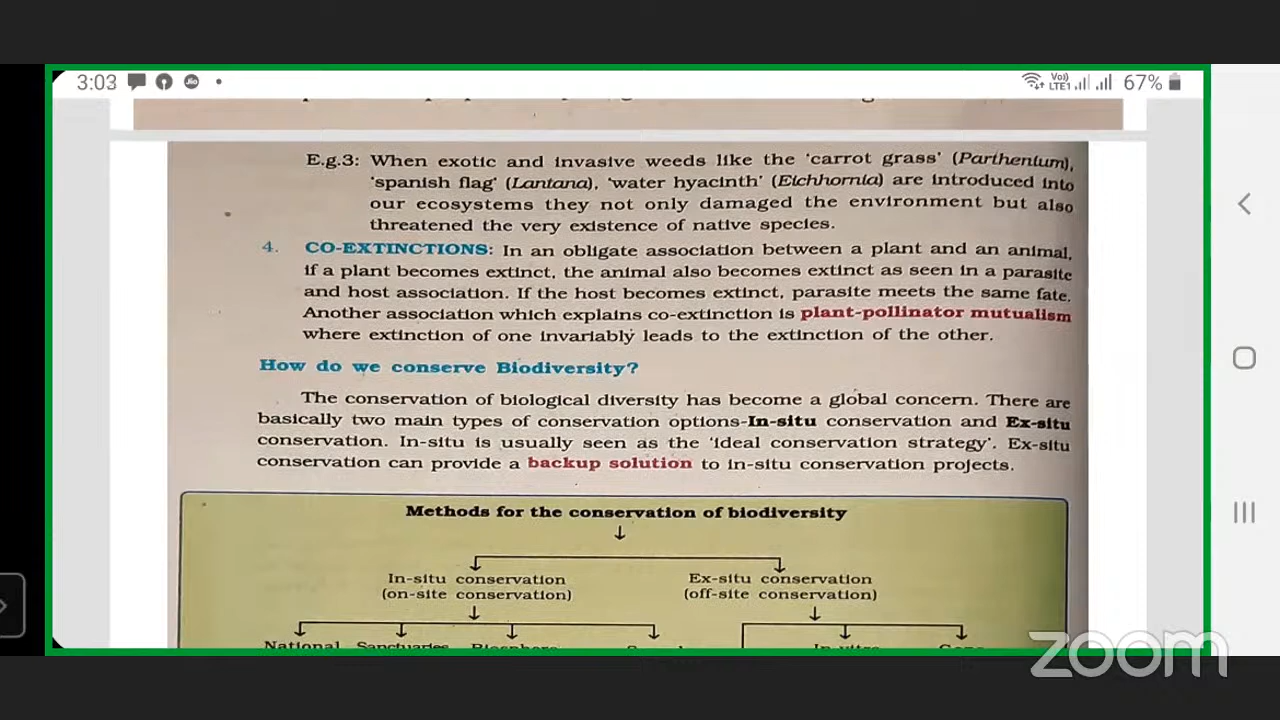 3:03
Vo))
LTE1
67%
E.g.3: When exotic and invasive weeds like the 'carrot grass' (Parthenium),
'spanish flag' (Lantana), 'water hyacinth' (Eichhornia) are introduced into
our ecosystems they not only damaged the environment but also
threatened the very existence of native species.
4. CO-EXTINCTIONS: In an obligate association between a plant and an animal,
if a plant becomes extinct, the animal also becomes extinct as seen in a parasite
and host association. If the host becomes extinct, parasite meets the same fate.
Another association which explains co-extinction is plant-pollinator mutualism
where extinction of one invariably leads to the extinction of the other.
How do we conserve Biodiversity?
The conservation of biological diversity has become a global concern. There are
basically two main types of conservation options-In-situ conservation and Ex-situ
conservation. In-situ is usually seen as the 'ideal conservation strategy'. Ex-situ
conservation can provide a backup solution to in-situ conservation projects.
Methods for the conservation of biodiversity
In-situ conservation Ex-situ conservation
(on-site conservation) (off-site conservation)
National Sanctuaries Biosphere In-vitro Gene
zoom